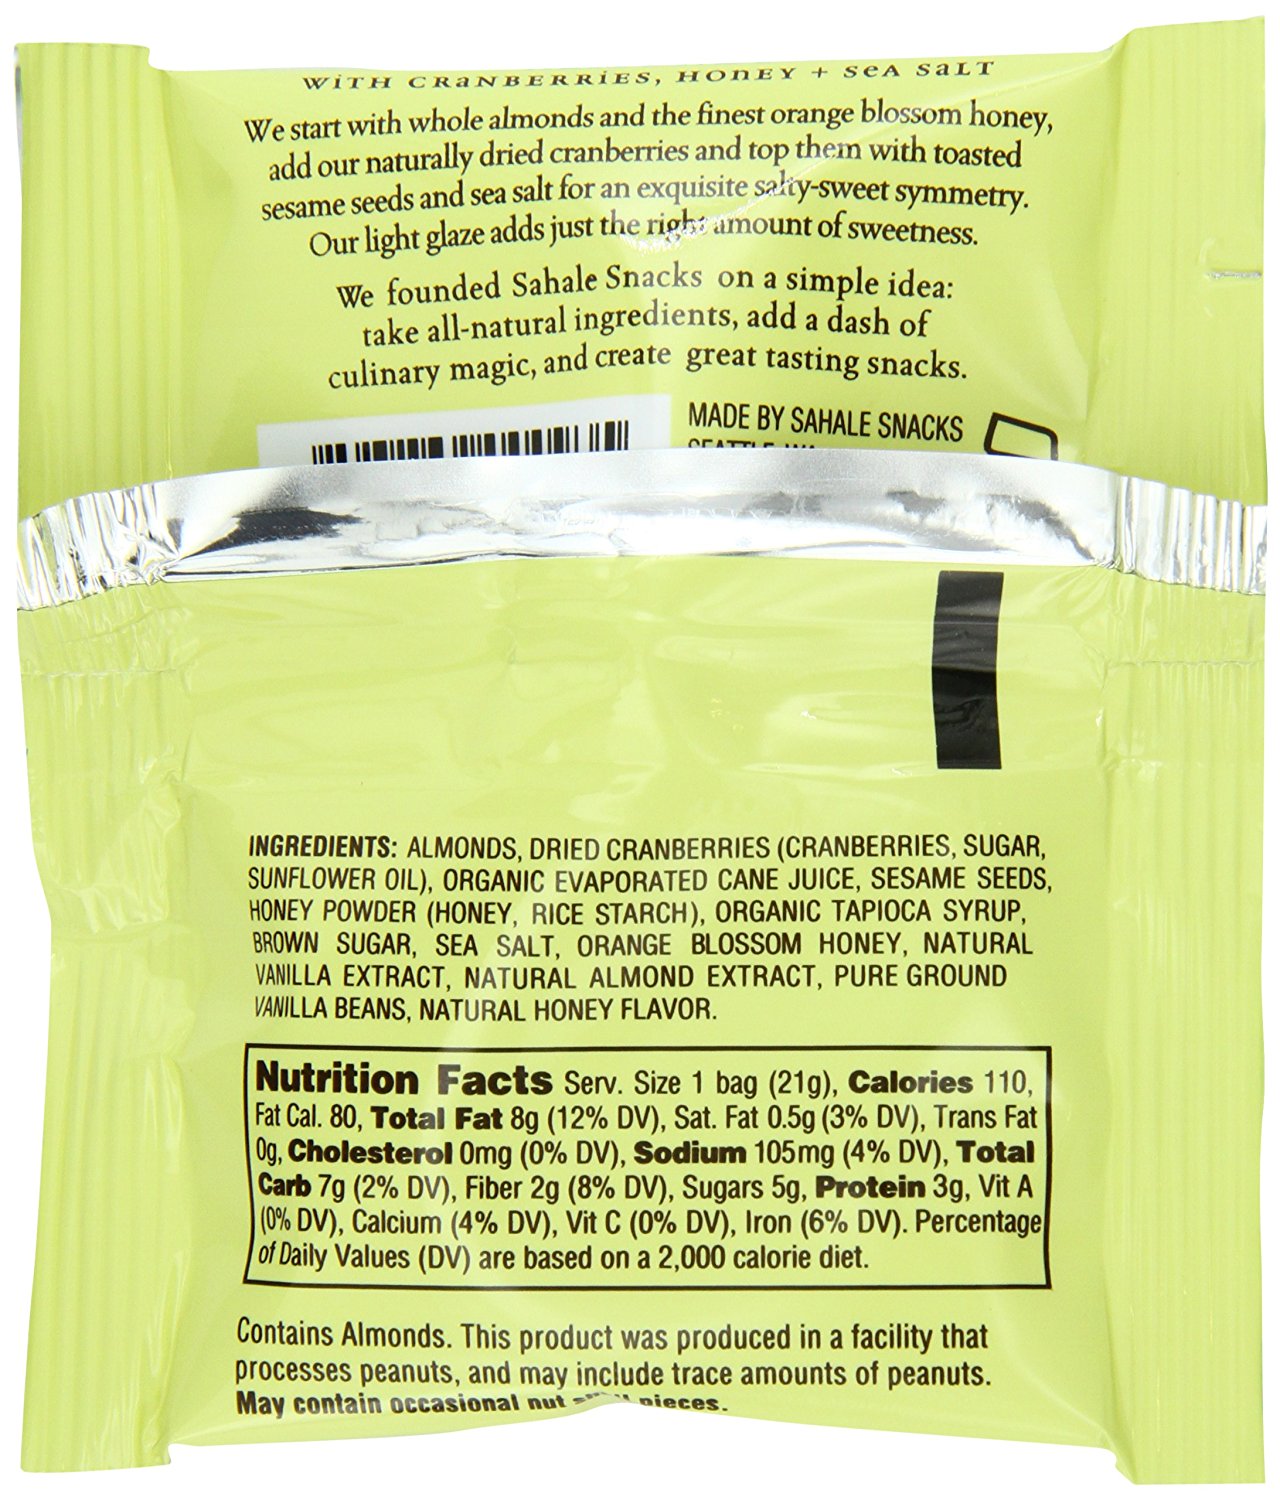 WiTH CRaNBERRiES, HONEY + SeA SaLT
We start with whole almonds and the finest orange blossom honey,
add our naturally dried cranberries and top them with toasted
sesame seeds and sea salt for an exquisite salty-sweet symmetry.
Our light glaze adds just the right amount of sweetness.
We founded Sahale Snacks on a simple idea:
take all-natural ingredients, add a dash of
culinary magic, and create great tasting snacks.
MADE BY SAHALE SNACKS
INGREDIENTS: ALMONDS, DRIED CRANBERRIES (CRANBERRIES, SUGAR,
SUNFLOWER OIL), ORGANIC EVAPORATED CANE JUICE, SESAME SEEDS,
HONEY POWDER (HONEY, RICE STARCH), ORGANIC TAPIOCA SYRUP,
BROWN SUGAR, SEA SALT, ORANGE BLOSSOM HONEY, NATURAL
VANILLA EXTRACT, NATURAL ALMOND EXTRACT, PURE GROUND
VANILLA BEANS, NATURAL HONEY FLAVOR.
Nutrition Facts Serv. Size 1 bag (21g), Calories 110,
Fat Cal. 80, Total Fat 8g (12% DV), Sat. Fat 0.5g (3% DV), Trans Fat
0g, Cholesterol 0mg (0% DV), Sodium 105mg (4% DV), Total
Carb 7g (2% DV), Fiber 2g (8% DV), Sugars 5g, Protein 3g, Vit A
(0% DV), Calcium (4% DV), Vit C (0% DV), Iron (6% DV). Percentage
of Daily Values (DV) are based on a 2,000 calorie diet.
Contains Almonds. This product was produced in a facility that
processes peanuts, and may include trace amounts of peanuts.
May contain occasional nut pieces.